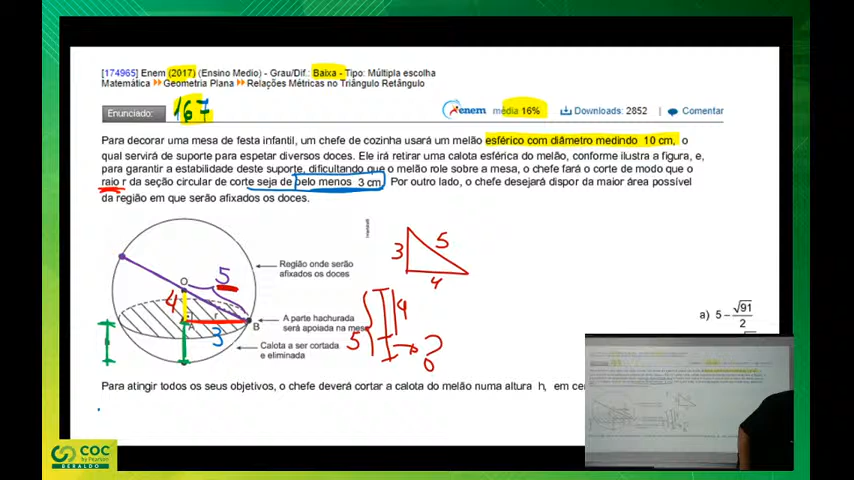 [174965] Enem (2017) (Ensino Medio) - Grau/Dif.: Baixa - Tipo: Múltipla escolha
Matemática Geometria Plana Relações Métricas no Triângulo Retângulo
Enunciado:
167
enem
média 16%
Downloads: 2852
Comentar
Para decorar uma mesa de festa infantil, um chefe de cozinha usará um melão esférico com diâmetro medindo 10 cm, o
qual servirá de suporte para espetar diversos doces. Ele irá retirar uma calota esférica do melão, conforme ilustra a figura, e,
para garantir a estabilidade deste suporte, dificultando que o melão role sobre a mesa, o chefe fará o corte de modo que o
raio r da seção circular de corte seja de pelo menos 3 cm. Por outro lado, o chefe desejará dispor da maior área possível
da região em que serão afixados os doces.
O
5
4
r
A
B
3
Região onde serão
afixados os doces
A parte hachurada
será apoiada na mesa
Calota a ser cortada
e eliminada
3
5
4
4
5
?
a) 5 - √91
2
Para atingir todos os seus objetivos, o chefe deverá cortar a calota do melão numa altura h, em ce
COC
by Pearson
BERALDO